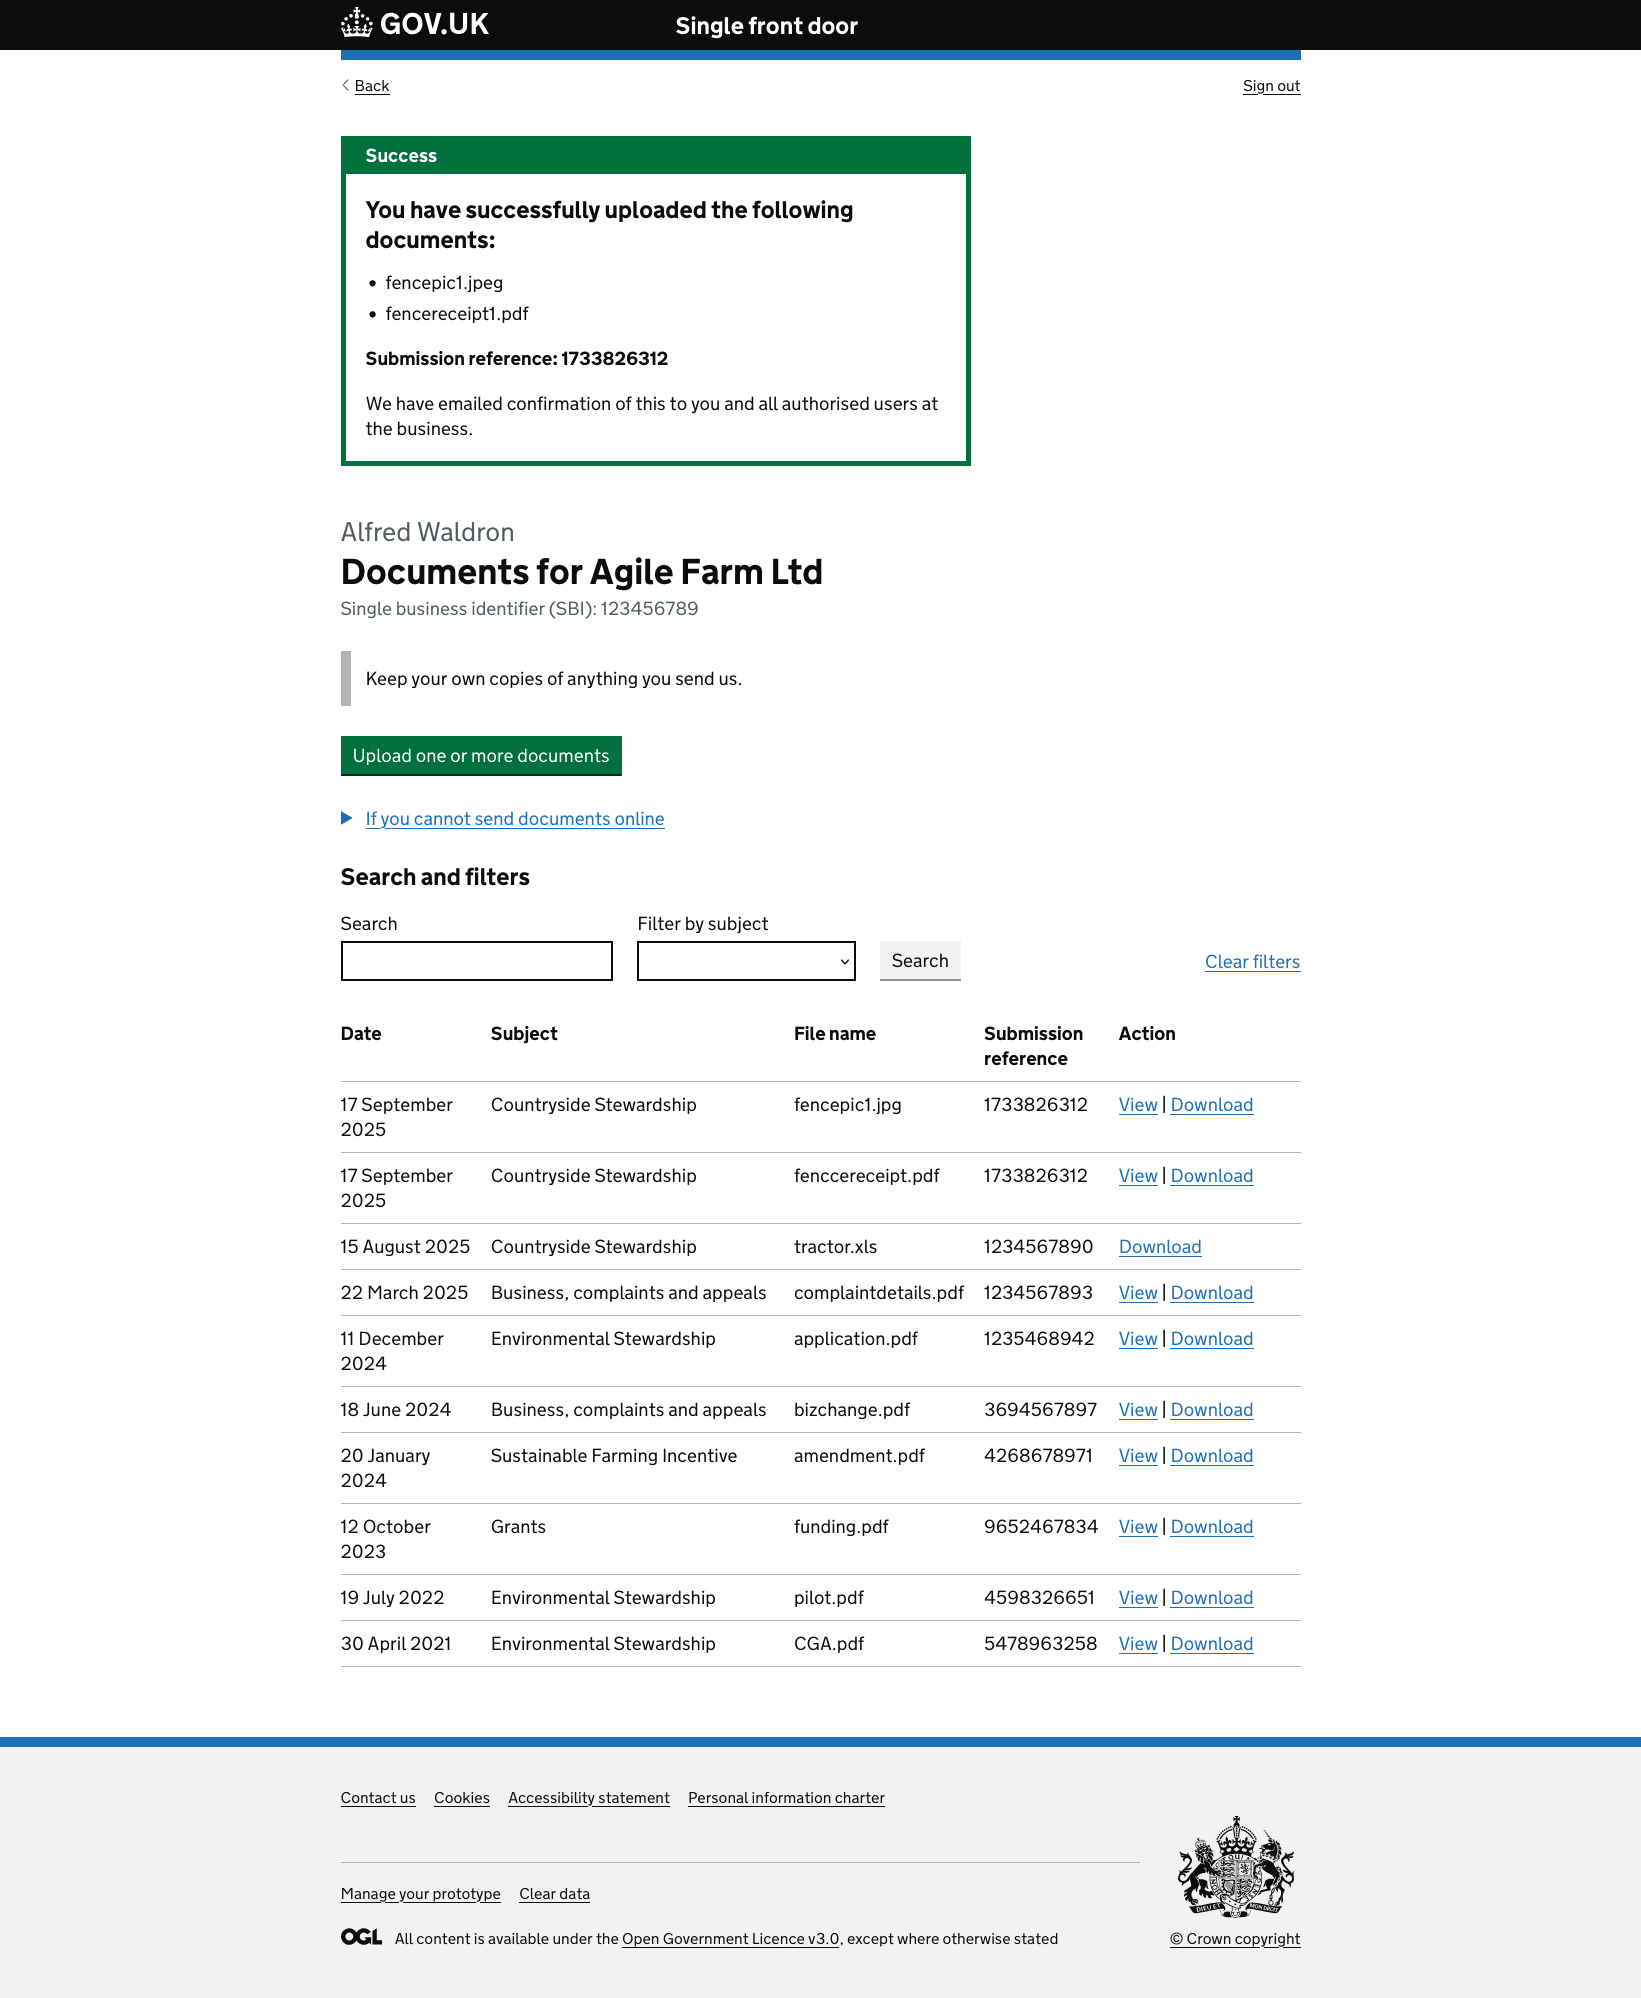 GOV.UK Single front door
Back Sign out
Success
You have successfully uploaded the following
documents:
• fencepic1.jpeg
• fencereceipt1.pdf
Submission reference: 1733826312
We have emailed confirmation of this to you and all authorised users at
the business.
Alfred Waldron
Documents for Agile Farm Ltd
Single business identifier (SBI): 123456789
Keep your own copies of anything you send us.
Upload one or more documents
If you cannot send documents online
Search and filters
Search Filter by subject
Search Clear filters
Date Subject File name Submission Action
reference
17 September Countryside Stewardship fencepic1.jpg 1733826312 View | Download
2025
17 September Countryside Stewardship fenccereceipt.pdf 1733826312 View | Download
2025
15 August 2025 Countryside Stewardship tractor.xls 1234567890 Download
22 March 2025 Business, complaints and appeals complaintdetails.pdf 1234567893 View | Download
11 December Environmental Stewardship application.pdf 1235468942 View | Download
2024
18 June 2024 Business, complaints and appeals bizchange.pdf 3694567897 View | Download
20 January Sustainable Farming Incentive amendment.pdf 4268678971 View | Download
2024
12 October Grants funding.pdf 9652467834 View | Download
2023
19 July 2022 Environmental Stewardship pilot.pdf 4598326651 View | Download
30 April 2021 Environmental Stewardship CGA.pdf 5478963258 View | Download
Contact us Cookies Accessibility statement Personal information charter
Manage your prototype Clear data
OGL All content is available under the Open Government Licence v3.0, except where otherwise stated
DIEU ET MON DROIT
© Crown copyright